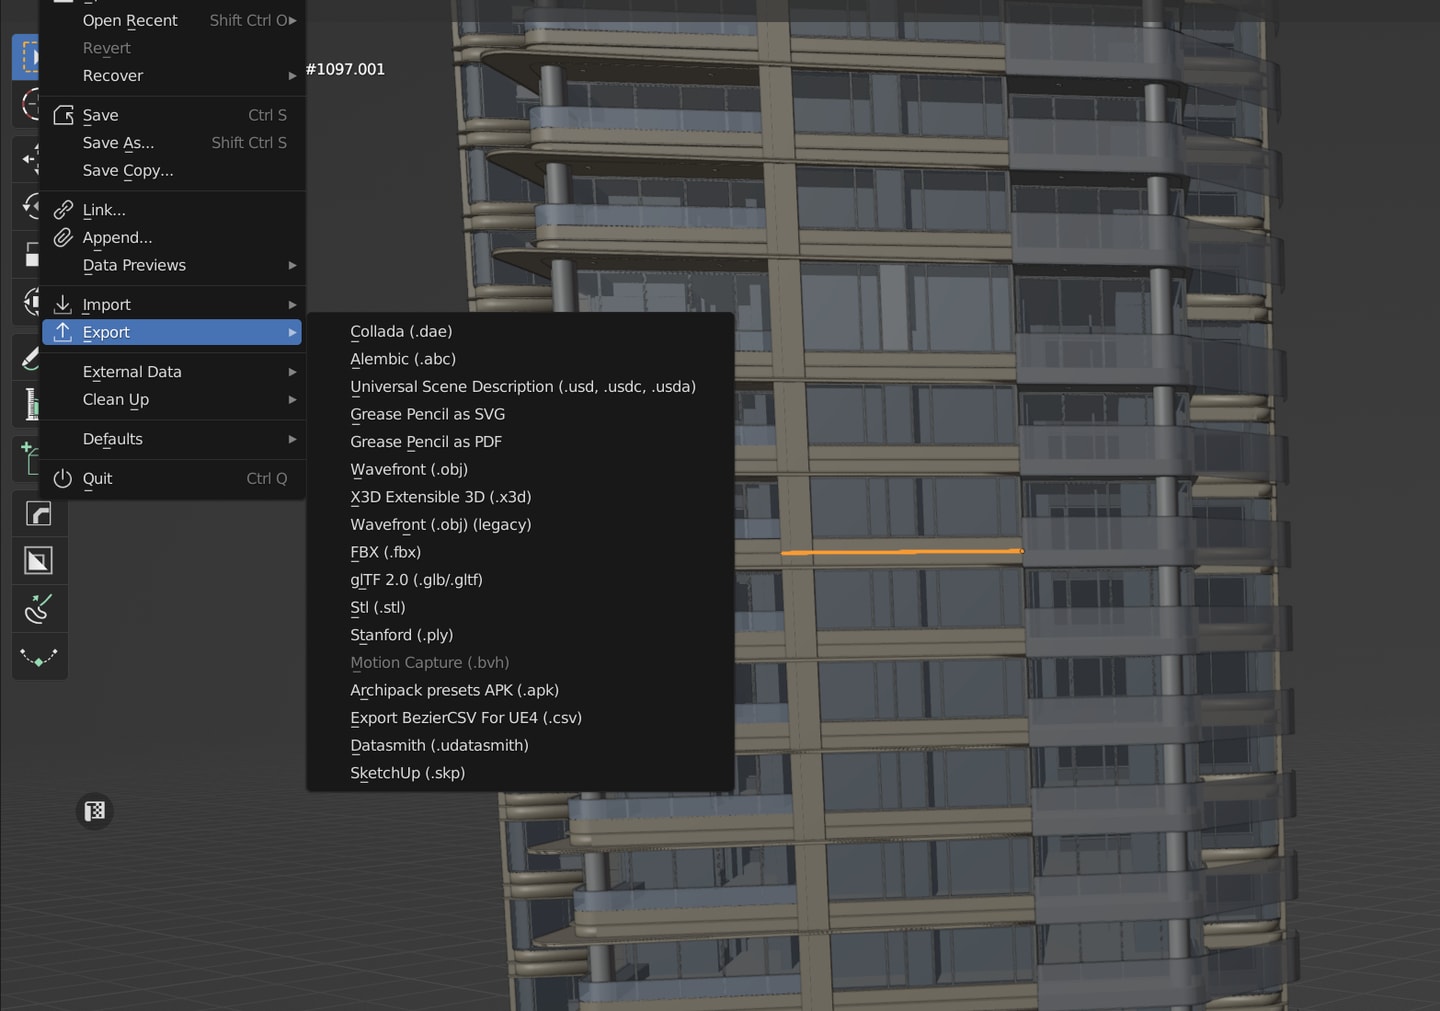 Open Recent Shift Ctrl O
Revert
Recover
#1097.001
Save Ctrl S
Save As... Shift Ctrl S
Save Copy...
Link...
Append...
Data Previews
Import
Export
External Data
Clean Up
Defaults
Quit Ctrl Q
Collada (.dae)
Alembic (.abc)
Universal Scene Description (.usd, .usdc, .usda)
Grease Pencil as SVG
Grease Pencil as PDF
Wavefront (.obj)
X3D Extensible 3D (.x3d)
Wavefront (.obj) (legacy)
FBX (.fbx)
glTF 2.0 (.glb/.gltf)
Stl (.stl)
Stanford (.ply)
Motion Capture (.bvh)
Archipack presets APK (.apk)
Export BezierCSV For UE4 (.csv)
Datasmith (.udatasmith)
SketchUp (.skp)